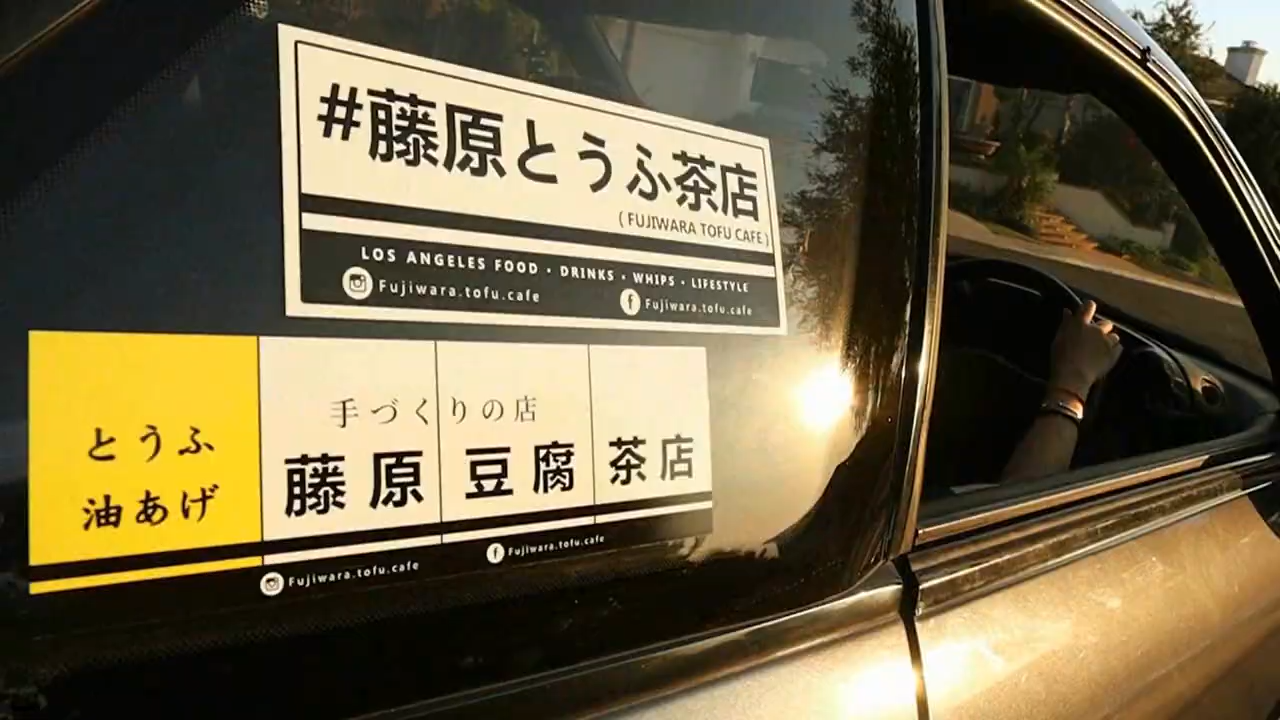 #藤原とうふ茶店
( FUJIWARA TOFU CAFE )
LOS ANGELES FOOD • DRINKS • WHIPS • LIFESTYLE
Fujiwara.tofu.cafe
Fujiwara.tofu.cafe
とうふ
油あげ
手づくりの店
藤原豆腐茶店
Fujiwara.tofu.cafe
Fujiwara.tofu.cafe